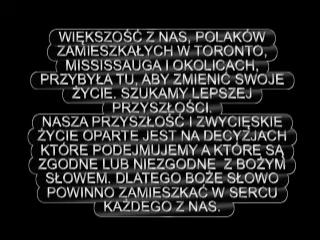 WIĘKSZOŚĆ Z NAS, POLAKÓW
ZAMIESZKAŁYCH W TORONTO,
MISSISSAUGA I OKOLICACH,
PRZYBYŁA TU, ABY ZMIENIĆ SWOJE
ŻYCIE. SZUKAMY LEPSZEJ
PRZYSZŁOŚCI.
NASZA PRZYSZŁOŚĆ I ZWYCIĘSKIE
ŻYCIE OPARTE JEST NA DECYZJACH
KTÓRE PODEJMUJEMY A KTÓRE SĄ
ZGODNE LUB NIEZGODNE Z BOŻYM
SŁOWEM. DLATEGO BOŻE SŁOWO
POWINNO ZAMIESZKAĆ W SERCU
KAŻDEGO Z NAS.